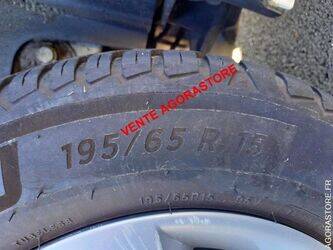 VENTE AGORASTORE
195/65 R 15
195/65R15
AGORASTORE.FR